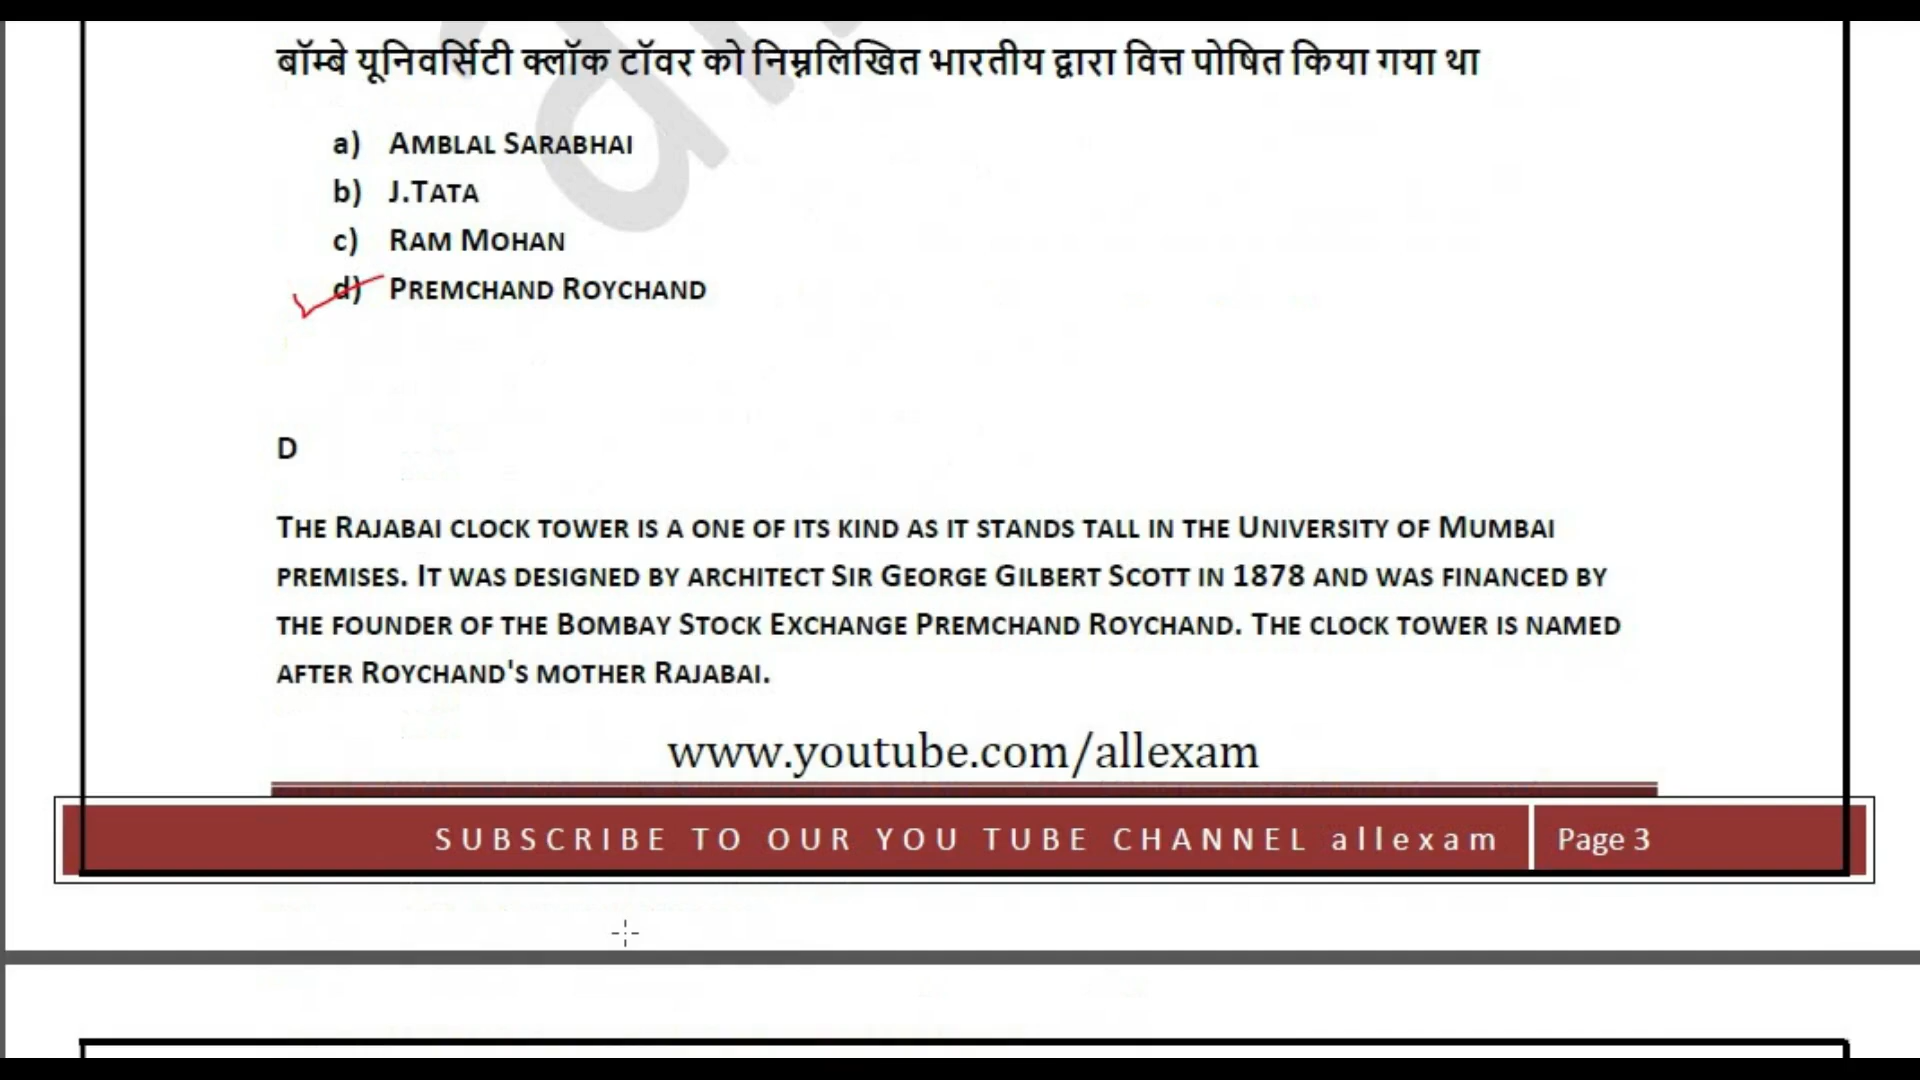 बॉम्बे यूनिवर्सिटी क्लॉक टॉवर को निम्नलिखित भारतीय द्वारा वित्त पोषित किया गया था
a) AMBLAL SARABHAI
b) J.TATA
c) RAM MOHAN
d) PREMCHAND ROYCHAND
D
THE RAJABAI CLOCK TOWER IS A ONE OF ITS KIND AS IT STANDS TALL IN THE UNIVERSITY OF MUMBAI
PREMISES. IT WAS DESIGNED BY ARCHITECT SIR GEORGE GILBERT SCOTT IN 1878 AND WAS FINANCED BY
THE FOUNDER OF THE BOMBAY STOCK EXCHANGE PREMCHAND ROYCHAND. THE CLOCK TOWER IS NAMED
AFTER ROYCHAND'S MOTHER RAJABAI.
www.youtube.com/allexam
SUBSCRIBE TO OUR YOU TUBE CHANNEL allexam Page 3